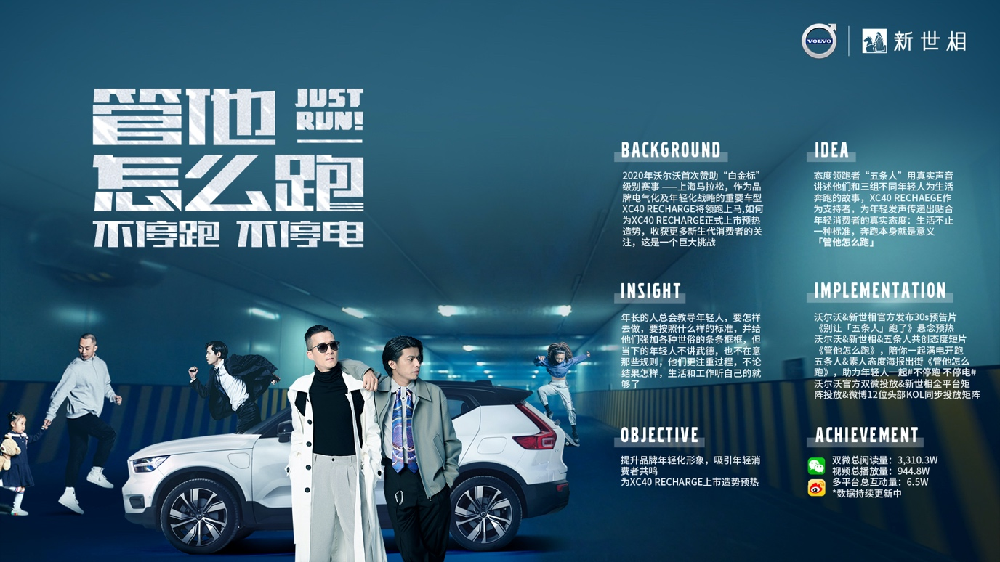 VOLVO
新世相
管他
JUST
RUN!
怎么跑
不停跑 不停电
BACKGROUND
2020年沃尔沃首次赞助“白金标”
级别赛事 ——上海马拉松，作为品
牌电气化及年轻化战略的重要车型
XC40 RECHARGE将领跑上马,如何
为XC40 RECHARGE正式上市预热
造势，收获更多新生代消费者的关
注，这是一个巨大挑战
INSIGHT
年长的人总会教导年轻人，要怎样
去做，要按照什么样的标准，并给
他们强加各种世俗的条条框框，但
当下的年轻人不讲武德，也不在意
那些规则，他们更注重过程，不论
结果怎样，生活和工作听自己的就
够了
OBJECTIVE
提升品牌年轻化形象，吸引年轻消
费者共鸣
为XC40 RECHARGE上市造势预热
IDEA
态度领跑者“五条人”用真实声音
讲述他们和三组不同年轻人为生活
奔跑的故事，XC40 RECHAEGE作
为支持者，为年轻发声传递出贴合
年轻消费者的真实态度：生活不止
一种标准，奔跑本身就是意义
「管他怎么跑」
IMPLEMENTATION
沃尔沃&新世相官方发布30s预告片
《别让「五条人」跑了》悬念预热
沃尔沃&新世相&五条人共创态度短片
《管他怎么跑》，陪你一起满电开跑
五条人&素人态度海报出街《管他怎么
跑》，助力年轻人一起#不停跑 不停电#
沃尔沃官方双微投放&新世相全平台矩
阵投放&微博12位头部KOL同步投放矩阵
ACHIEVEMENT
双微总阅读量：3,310.3W
视频总播放量：944.8W
多平台总互动量：6.5W
*数据持续更新中